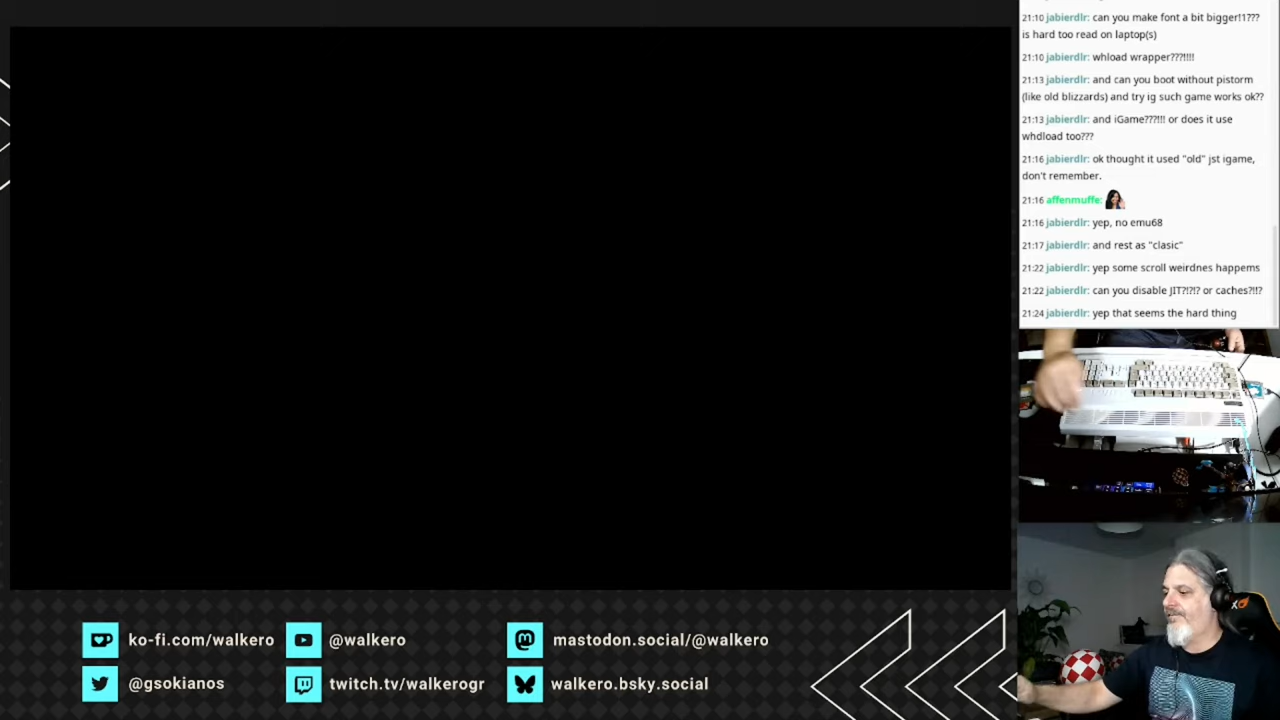 21:10 jabierdlr: can you make font a bit bigger!1???
is hard too read on laptop(s)
21:10 jabierdlr: whload wrapper???!!!!
21:13 jabierdlr: and can you boot without pistorm
(like old blizzards) and try ig such game works ok??
21:13 jabierdlr: and iGame???!!! or does it use
whdload too???
21:16 jabierdlr: ok thought it used "old" jst igame,
don't remember.
21:16 affenmuffe:
21:16 jabierdlr: yep, no emu68
21:17 jabierdlr: and rest as "clasic"
21:22 jabierdlr: yep some scroll weirdnes happems
21:22 jabierdlr: can you disable JIT?!?!? or caches?!!?
21:24 jabierdlr: yep that seems the hard thing
ko-fi.com/walkero
@walkero
mastodon.social/@walkero
@gsokianos
twitch.tv/walkerogr
walkero.bsky.social